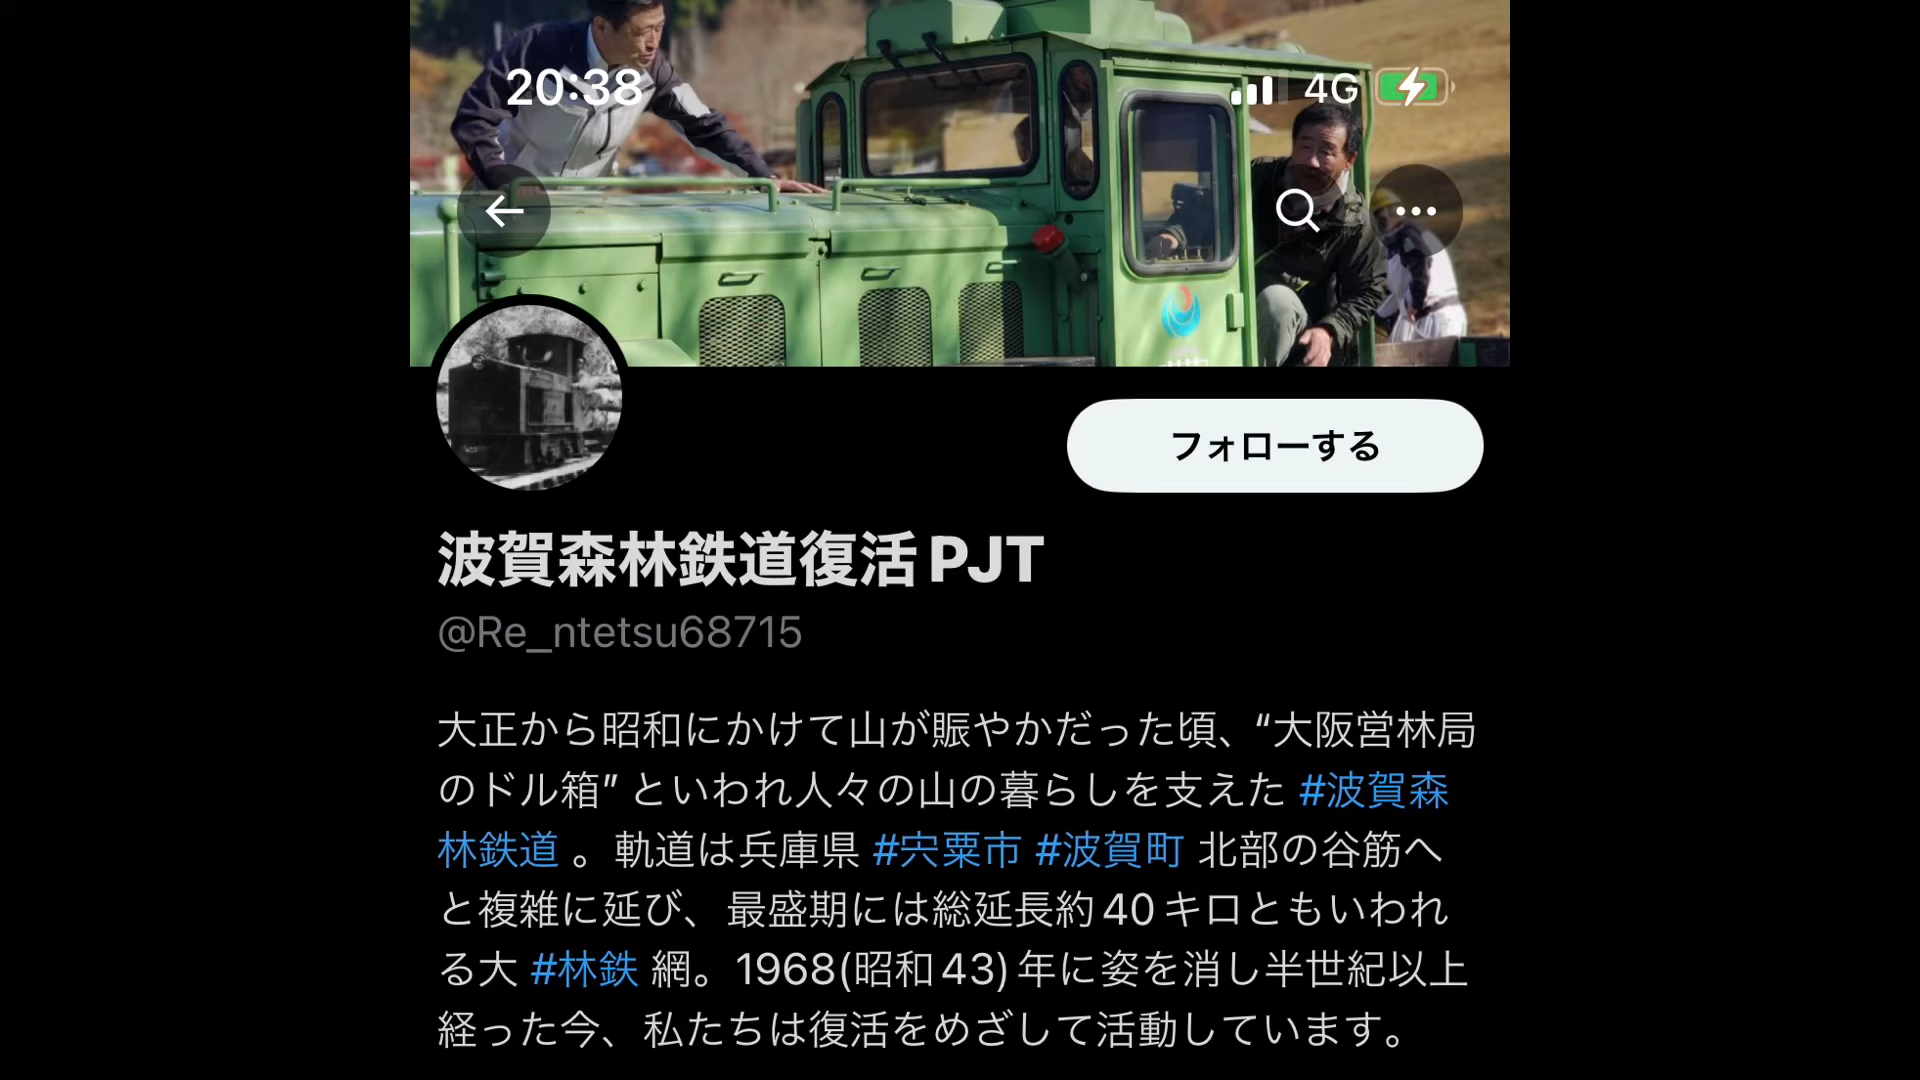 20:38
4G
フォローする
波賀森林鉄道復活PJT
@Re_ntetsu68715
大正から昭和にかけて山が賑やかだった頃、“大阪営林局
のドル箱” といわれ人々の山の暮らしを支えた #波賀森
林鉄道 。軌道は兵庫県 #宍粟市 #波賀町 北部の谷筋へ
と複雑に延び、最盛期には総延長約40キロともいわれ
る大 #林鉄 網。1968(昭和43)年に姿を消し半世紀以上
経った今、私たちは復活をめざして活動しています。